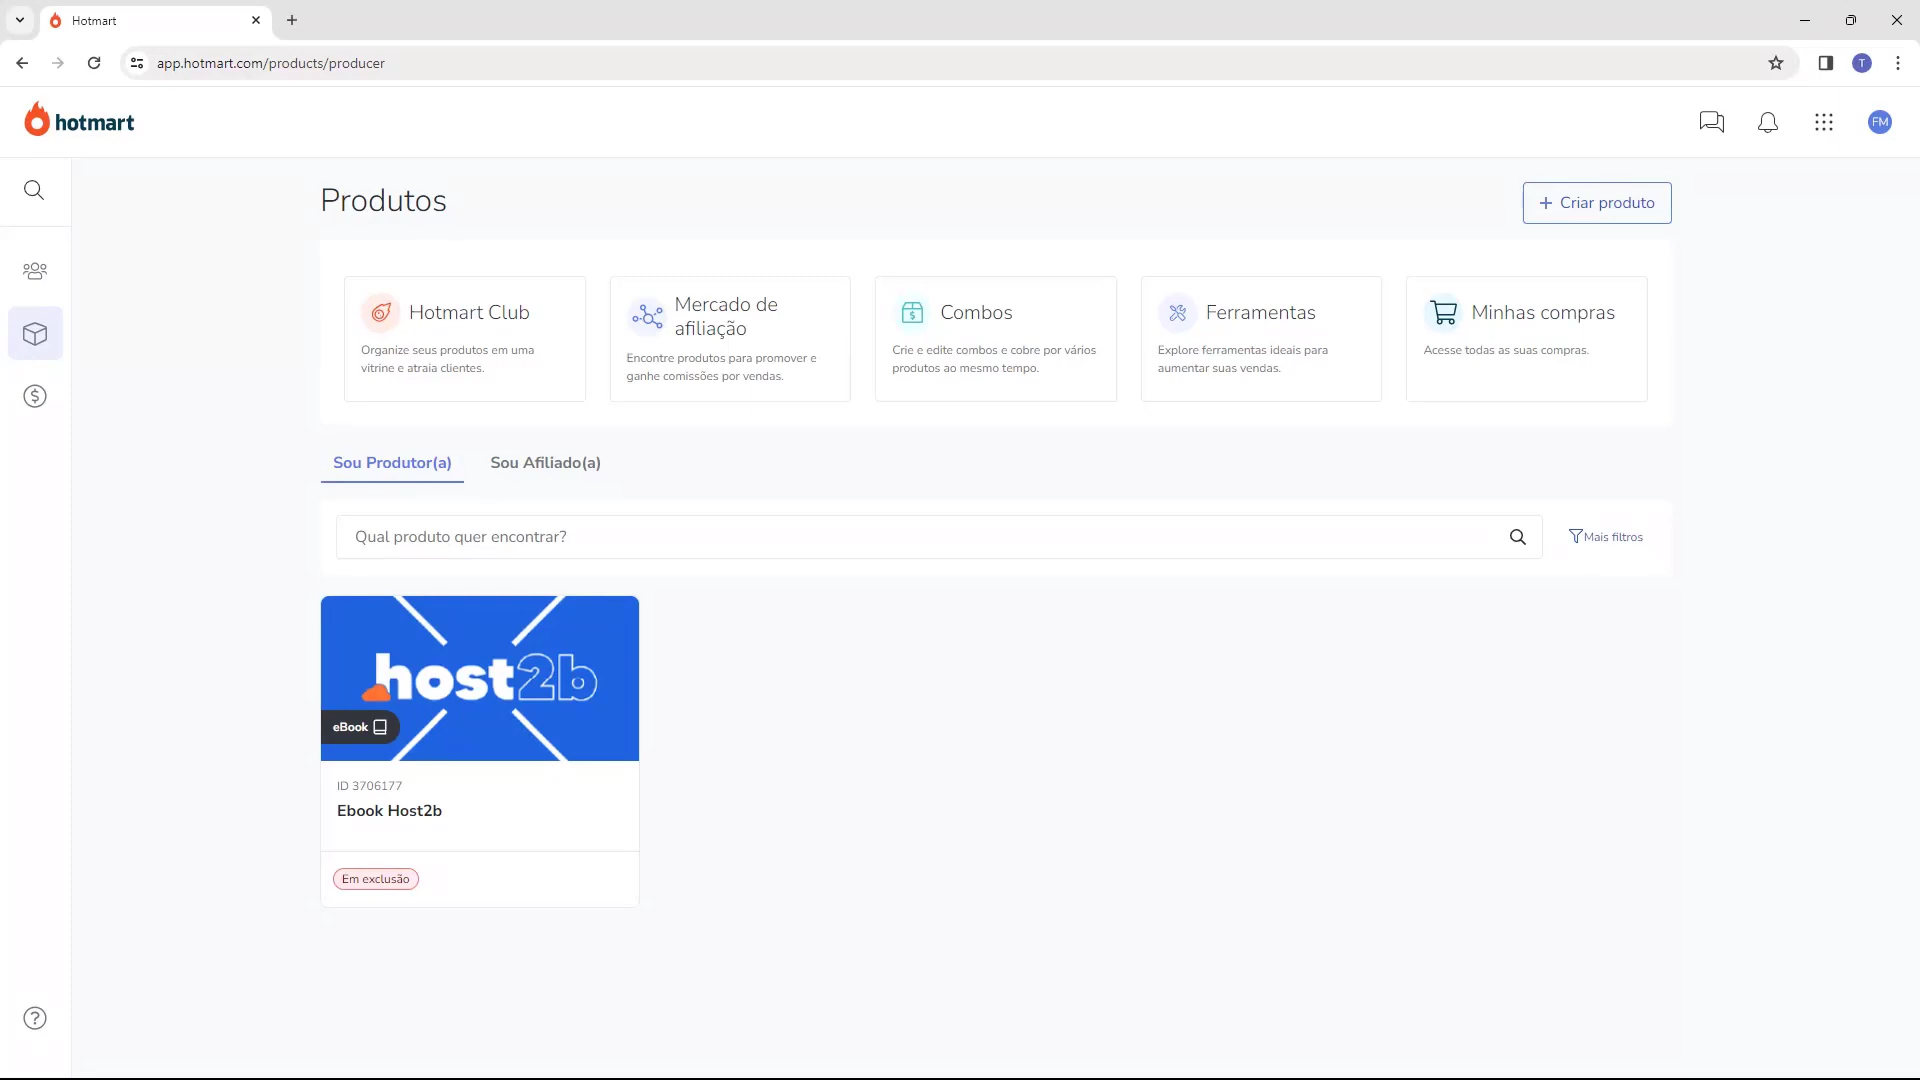 Hotmart
app.hotmart.com/products/producer
T
hotmart
FM
Produtos
+ Criar produto
Hotmart Club
Organize seus produtos em uma
vitrine e atraia clientes.
Mercado de
afiliação
Encontre produtos para promover e
ganhe comissões por vendas.
Combos
Crie e edite combos e cobre por vários
produtos ao mesmo tempo.
Ferramentas
Explore ferramentas ideais para
aumentar suas vendas.
Minhas compras
Acesse todas as suas compras.
Sou Produtor(a)
Sou Afiliado(a)
Qual produto quer encontrar?
Mais filtros
host2b
eBook
ID 3706177
Ebook Host2b
Em exclusão